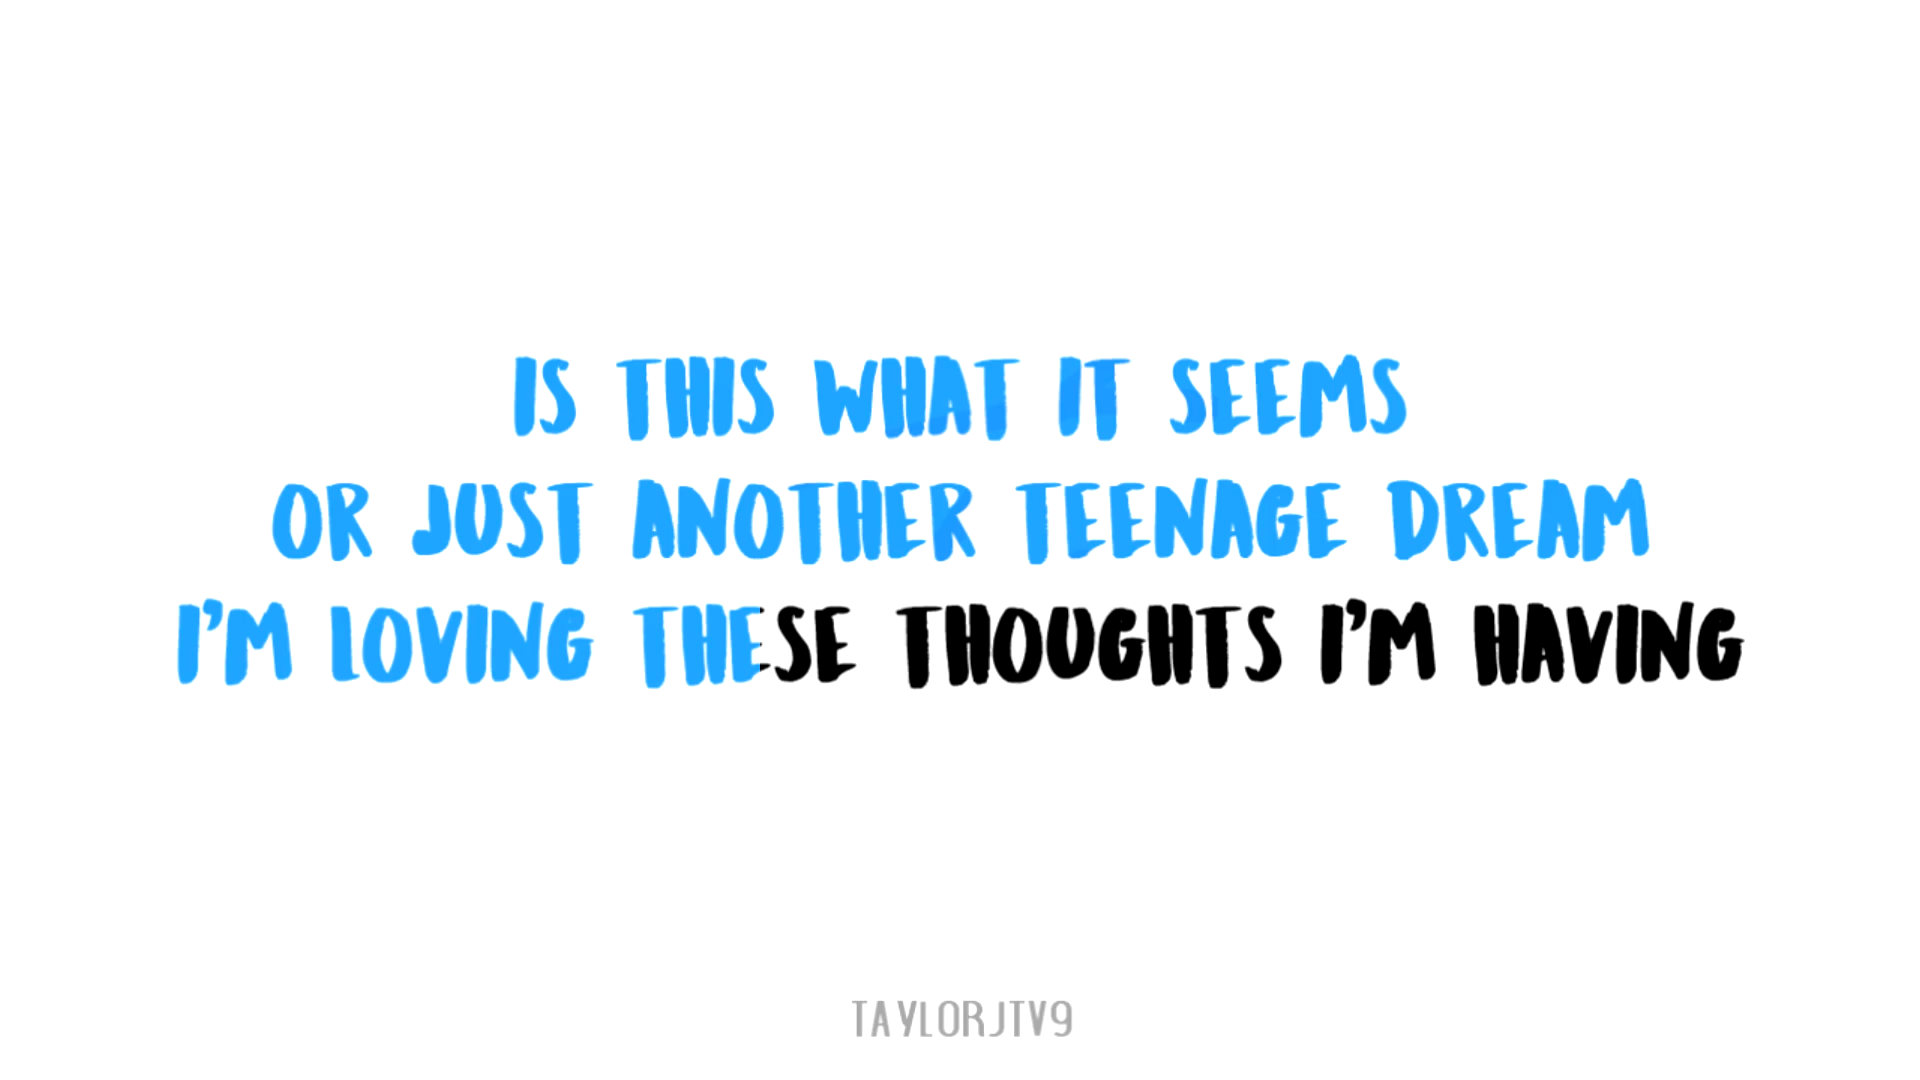 IS THIS WHAT IT SEEMS
OR JUST ANOTHER TEENAGE DREAM
I'M LOVING THESE THOUGHTS I'M HAVING
TAYLORJTV9